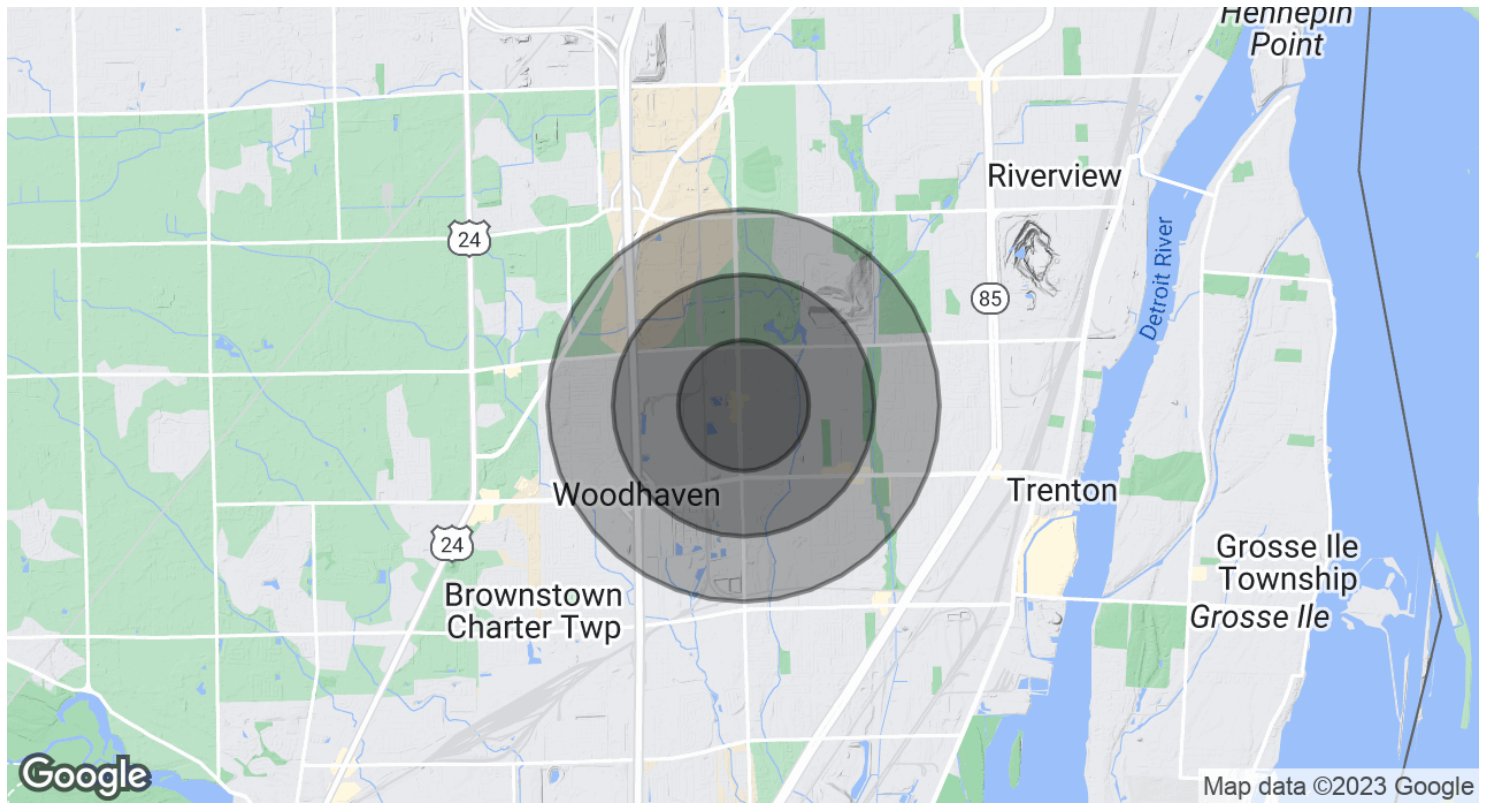 Hennepin
Point
Riverview
24
Detroit River
85
Woodhaven
Trenton
24
Grosse Ile
Township
Brownstown
Charter Twp
Grosse Ile
Google
Map data ©2023 Google